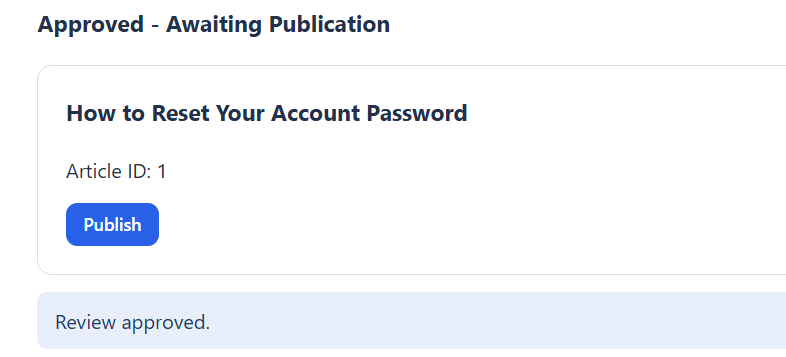 Approved - Awaiting Publication
How to Reset Your Account Password
Article ID: 1
Publish
Review approved.